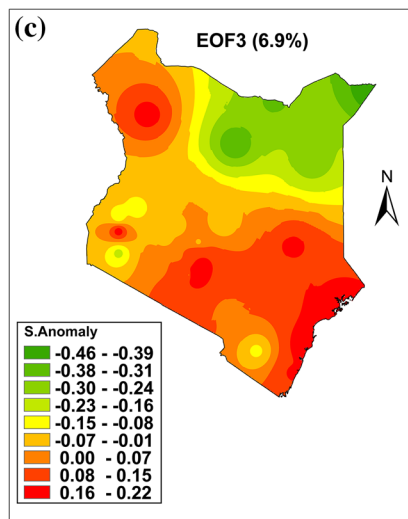 (c)
EOF3 (6.9%)
N
S.Anomaly
-0.46 - -0.39
-0.38 - -0.31
-0.30 - -0.24
-0.23 - -0.16
-0.15 - -0.08
-0.07 - -0.01
0.00 - 0.07
0.08 - 0.15
0.16 - 0.22